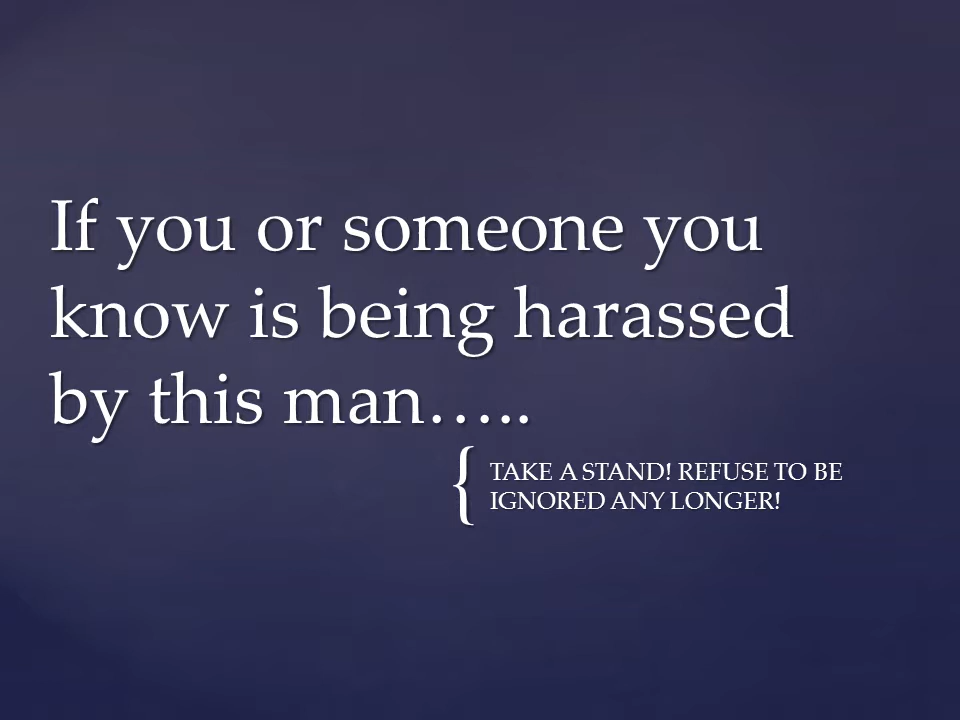 If you or someone you
know is being harassed
by this man…..
{
TAKE A STAND! REFUSE TO BE
IGNORED ANY LONGER!